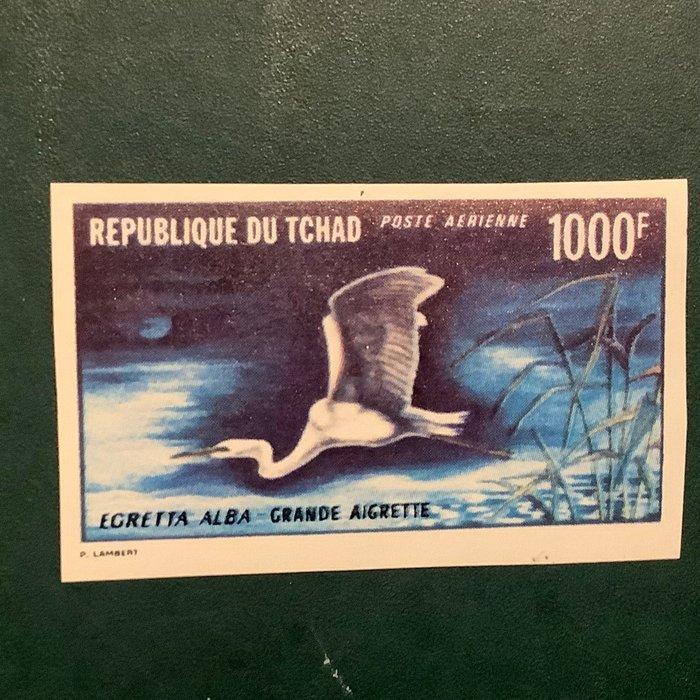 REPUBLIQUE DU TCHAD POSTE AERIENNE 1000F
EGRETTA ALBA - GRANDE AIGRETTE
P. LAMBERT